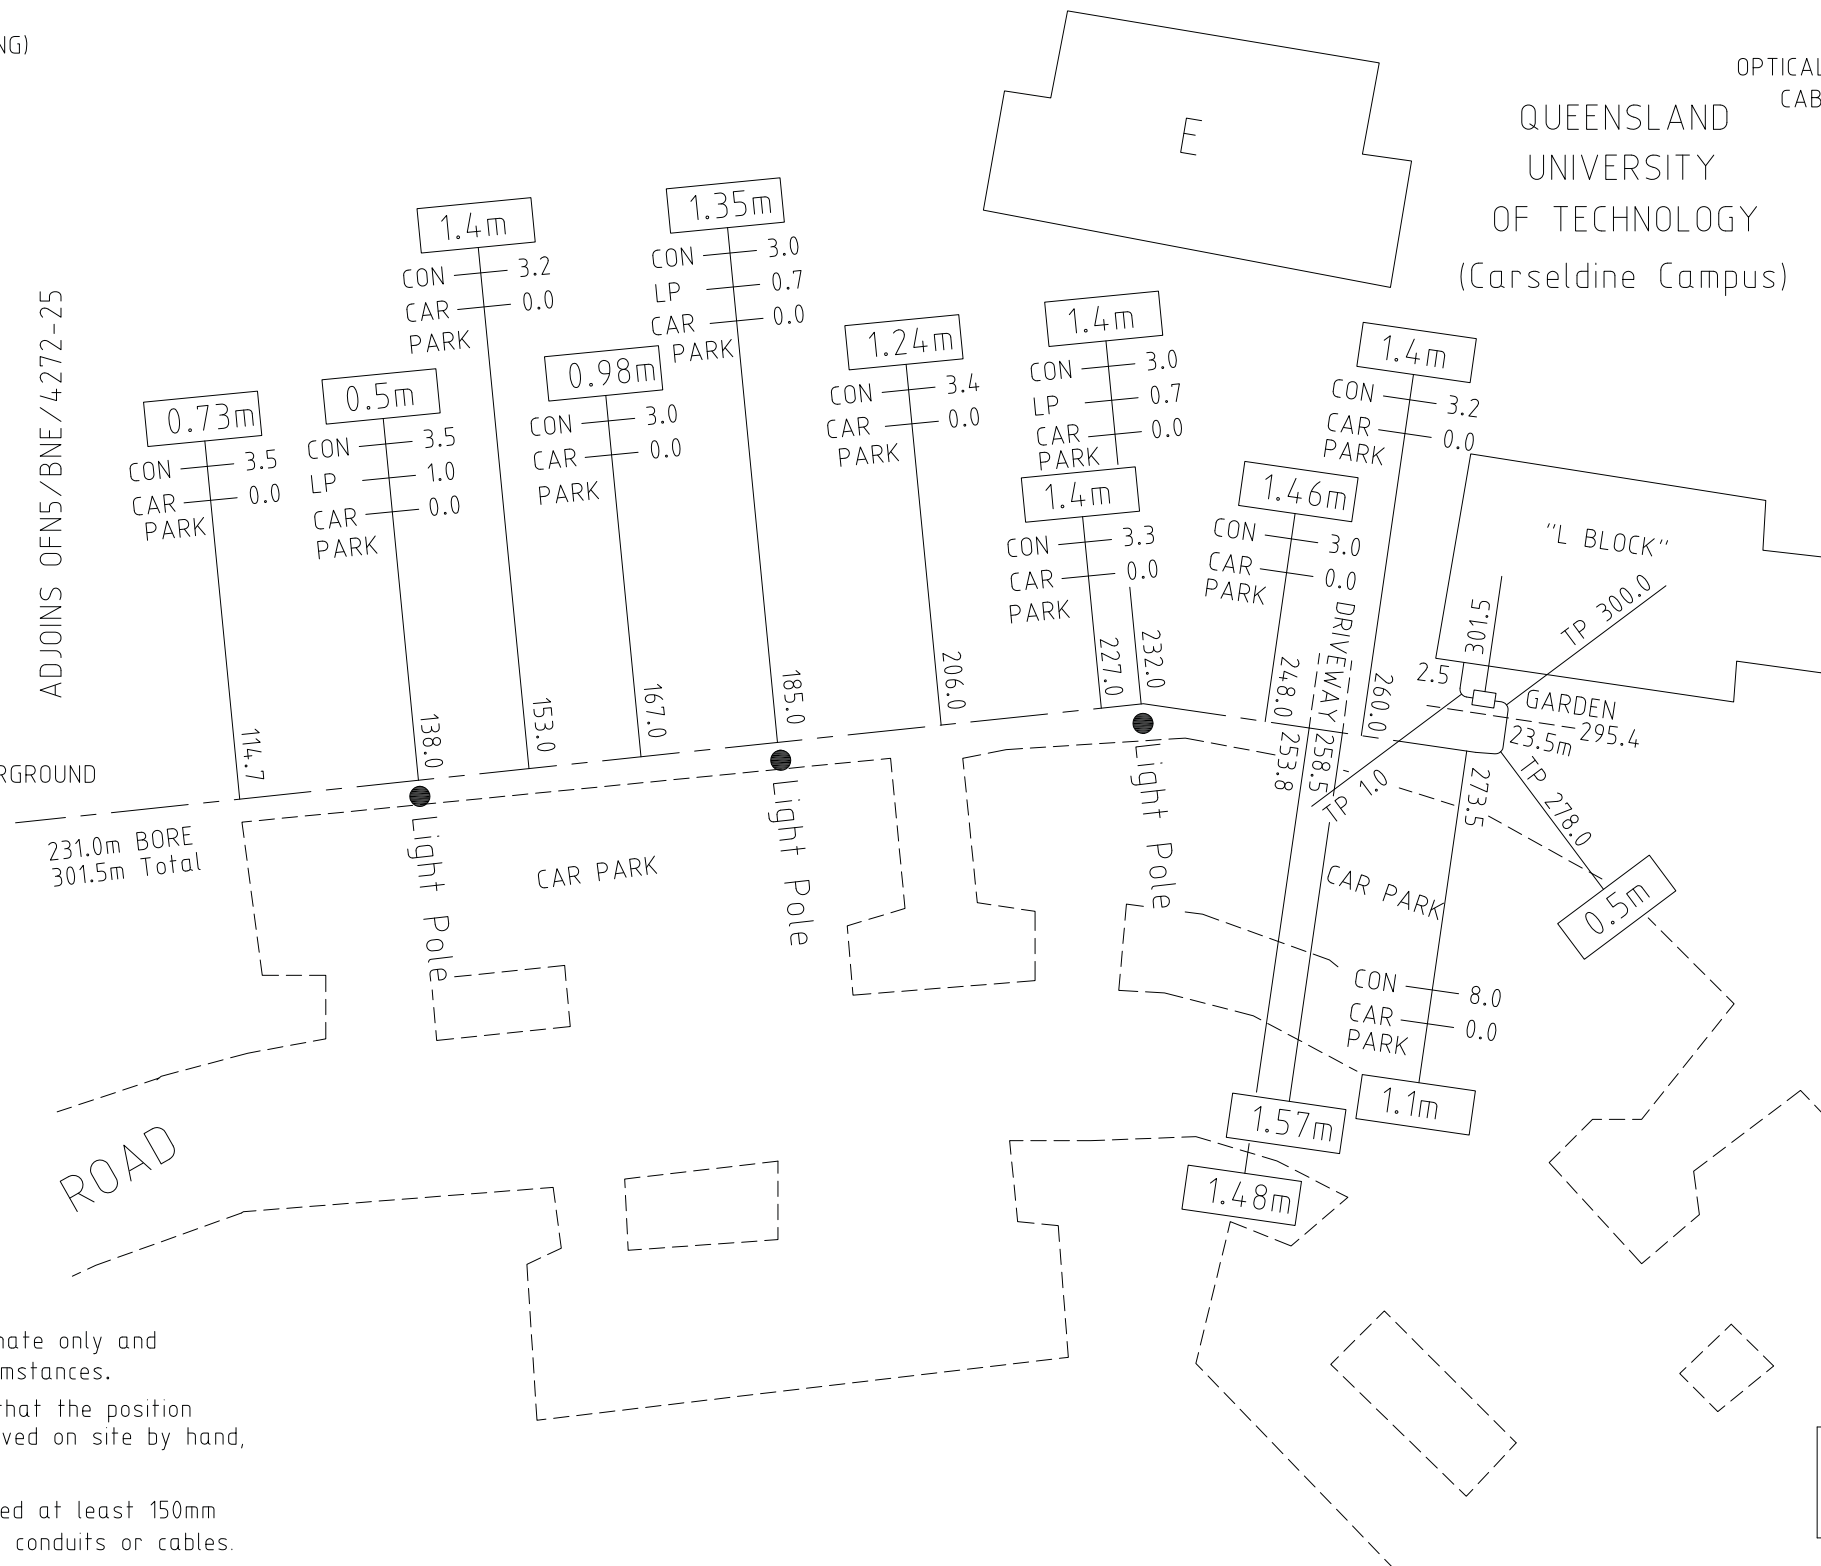 NG)
OPTICAL
CAB
QUEENSLAND
UNIVERSITY
OF TECHNOLOGY
(Carseldine Campus)
E
ADJOINS OFN5/BNE/4272-25
0.73m
CON 3.5
CAR 0.0
PARK
114.7
0.5m
CON 3.5
LP 1.0
CAR 0.0
PARK
138.0
1.4m
CON 3.2
CAR 0.0
PARK
153.0
0.98m
CON 3.0
CAR 0.0
PARK
167.0
1.35m
CON 3.0
LP 0.7
CAR 0.0
PARK
185.0
1.24m
CON 3.4
CAR 0.0
PARK
206.0
1.4m
CON 3.0
LP 0.7
CAR 0.0
PARK
1.4m
CON 3.3
CAR 0.0
PARK
227.0
232.0
1.46m
CON 3.0
CAR 0.0
PARK
248.0
DRIVEWAY
1.4m
CON 3.2
CAR 0.0
PARK
260.0
"L BLOCK"
TP 300.0
301.5
2.5
GARDEN
295.4
23.5m
253.8
258.5
TP 1.0
273.5
TP 278.0
0.5m
RGROUND
231.0m BORE
301.5m Total
Light Pole
CAR PARK
Light Pole
Light Pole
CAR PARK
CON 8.0
CAR 0.0
PARK
1.1m
1.57m
1.48m
ROAD
nate only and
mstances.
that the position
ved on site by hand,
ed at least 150mm
conduits or cables.